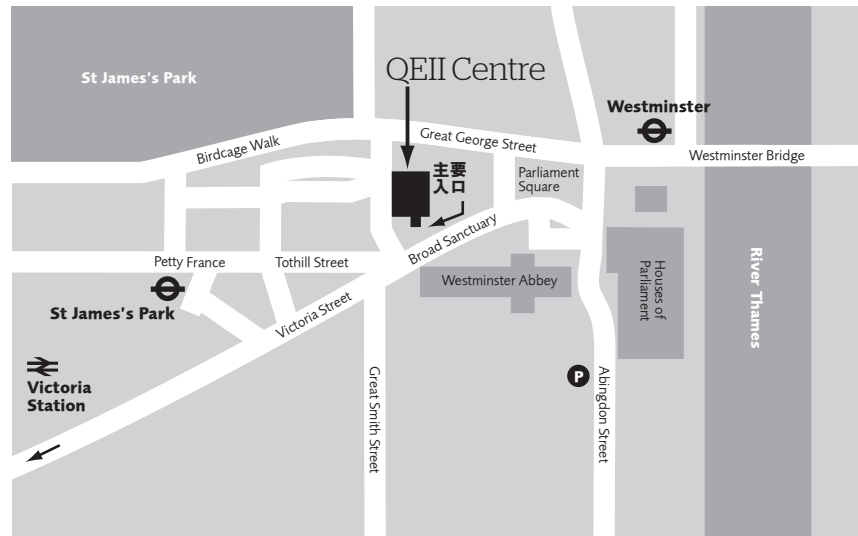 St James's Park
QEII Centre
Westminster
Birdcage Walk
Great George Street
Westminster Bridge
主要
入口
Parliament
Square
Broad Sanctuary
Petty France
Tothill Street
St James's Park
Victoria Street
Westminster Abbey
Houses of
Parliament
River Thames
Victoria
Station
Great Smith Street
P
Abingdon Street